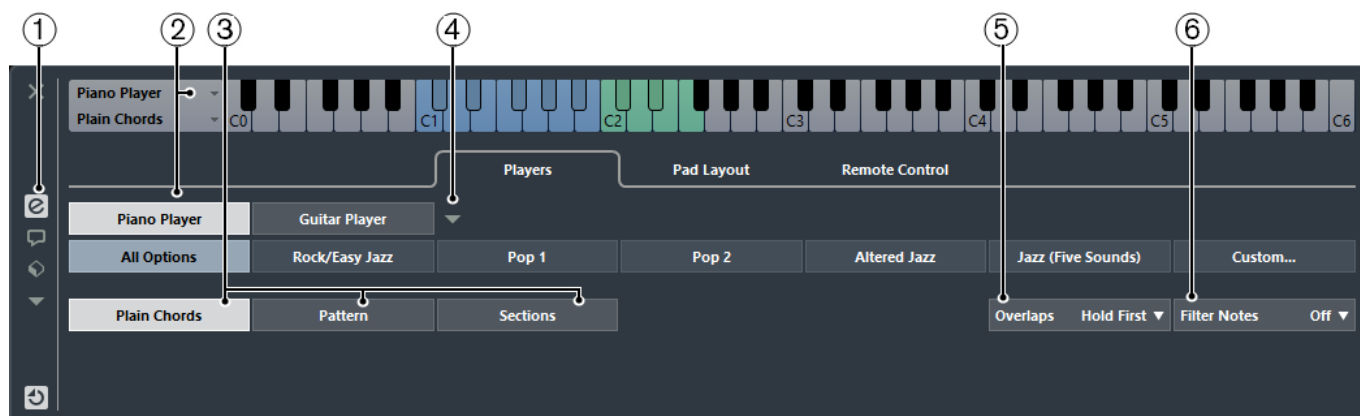 ① ② ③ ④ ⑤ ⑥
Piano Player
Plain Chords
C0 C1 C2 C3 C4 C5 C6
Players Pad Layout Remote Control
Piano Player Guitar Player
All Options Rock/Easy Jazz Pop 1 Pop 2 Altered Jazz Jazz (Five Sounds) Custom...
Plain Chords Pattern Sections Overlaps Hold First ▼ Filter Notes Off ▼